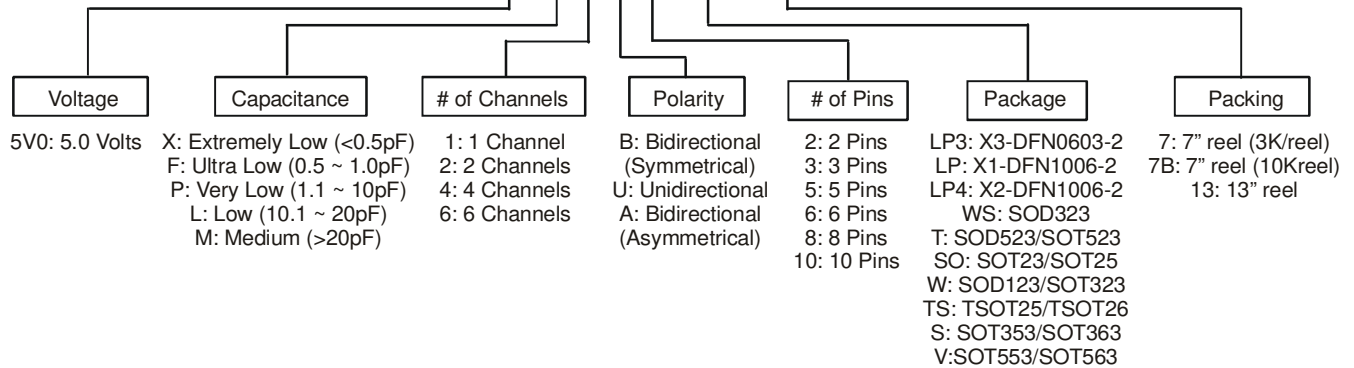 Voltage
5V0: 5.0 Volts
Capacitance
X: Extremely Low (<0.5pF)
F: Ultra Low (0.5 ~ 1.0pF)
P: Very Low (1.1 ~ 10pF)
L: Low (10.1 ~ 20pF)
M: Medium (>20pF)
# of Channels
1: 1 Channel
2: 2 Channels
4: 4 Channels
6: 6 Channels
Polarity
B: Bidirectional
(Symmetrical)
U: Unidirectional
A: Bidirectional
(Asymmetrical)
# of Pins
2: 2 Pins
3: 3 Pins
5: 5 Pins
6: 6 Pins
8: 8 Pins
10: 10 Pins
Package
LP3: X3-DFN0603-2
LP: X1-DFN1006-2
LP4: X2-DFN1006-2
WS: SOD323
T: SOD523/SOT523
SO: SOT23/SOT25
W: SOD123/SOT323
TS: TSOT25/TSOT26
S: SOT353/SOT363
V:SOT553/SOT563
Packing
7: 7” reel (3K/reel)
7B: 7” reel (10Kreel)
13: 13” reel